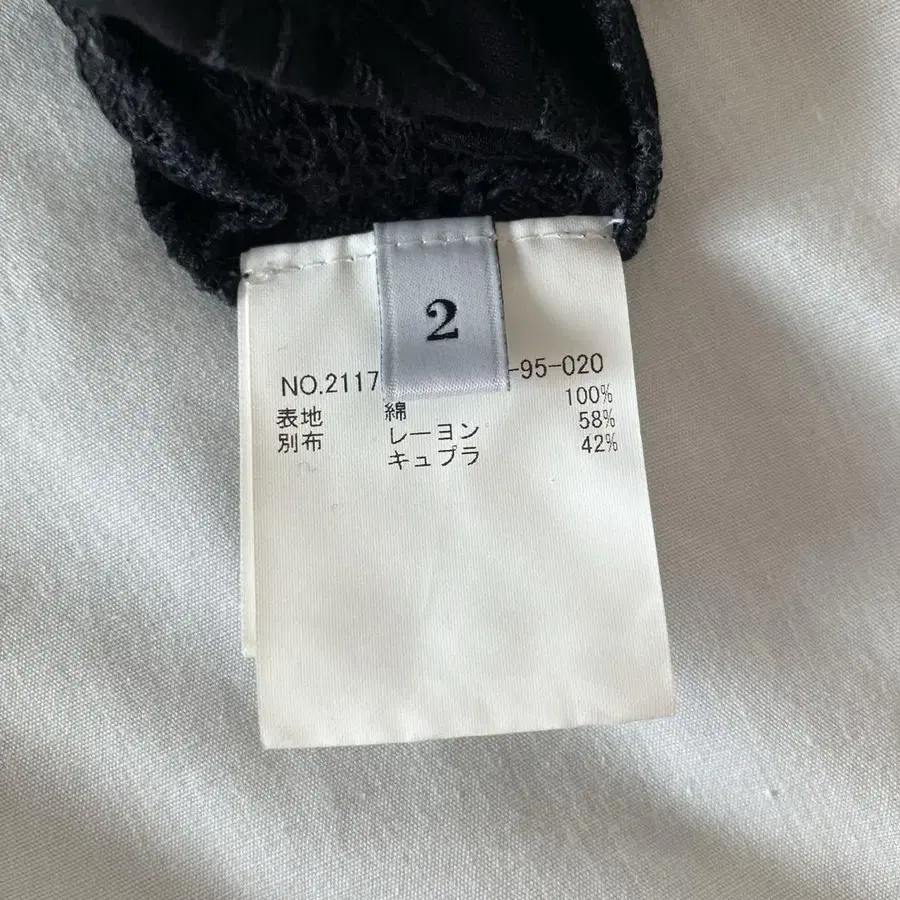 2
NO.2117 -95-020
表地 綿 100%
別布 レーヨン 58%
キュプラ 42%